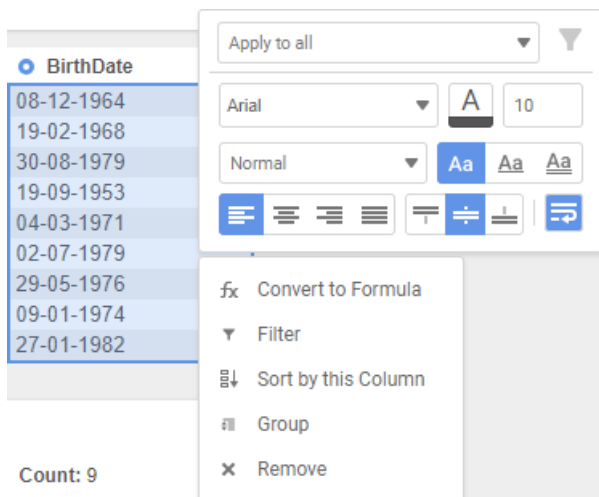 Apply to all
BirthDate
08-12-1964
19-02-1968
30-08-1979
19-09-1953
04-03-1971
02-07-1979
29-05-1976
09-01-1974
27-01-1982
Count: 9
Arial A 10
Normal Aa Aa Aa
fx Convert to Formula
Filter
Sort by this Column
Group
Remove